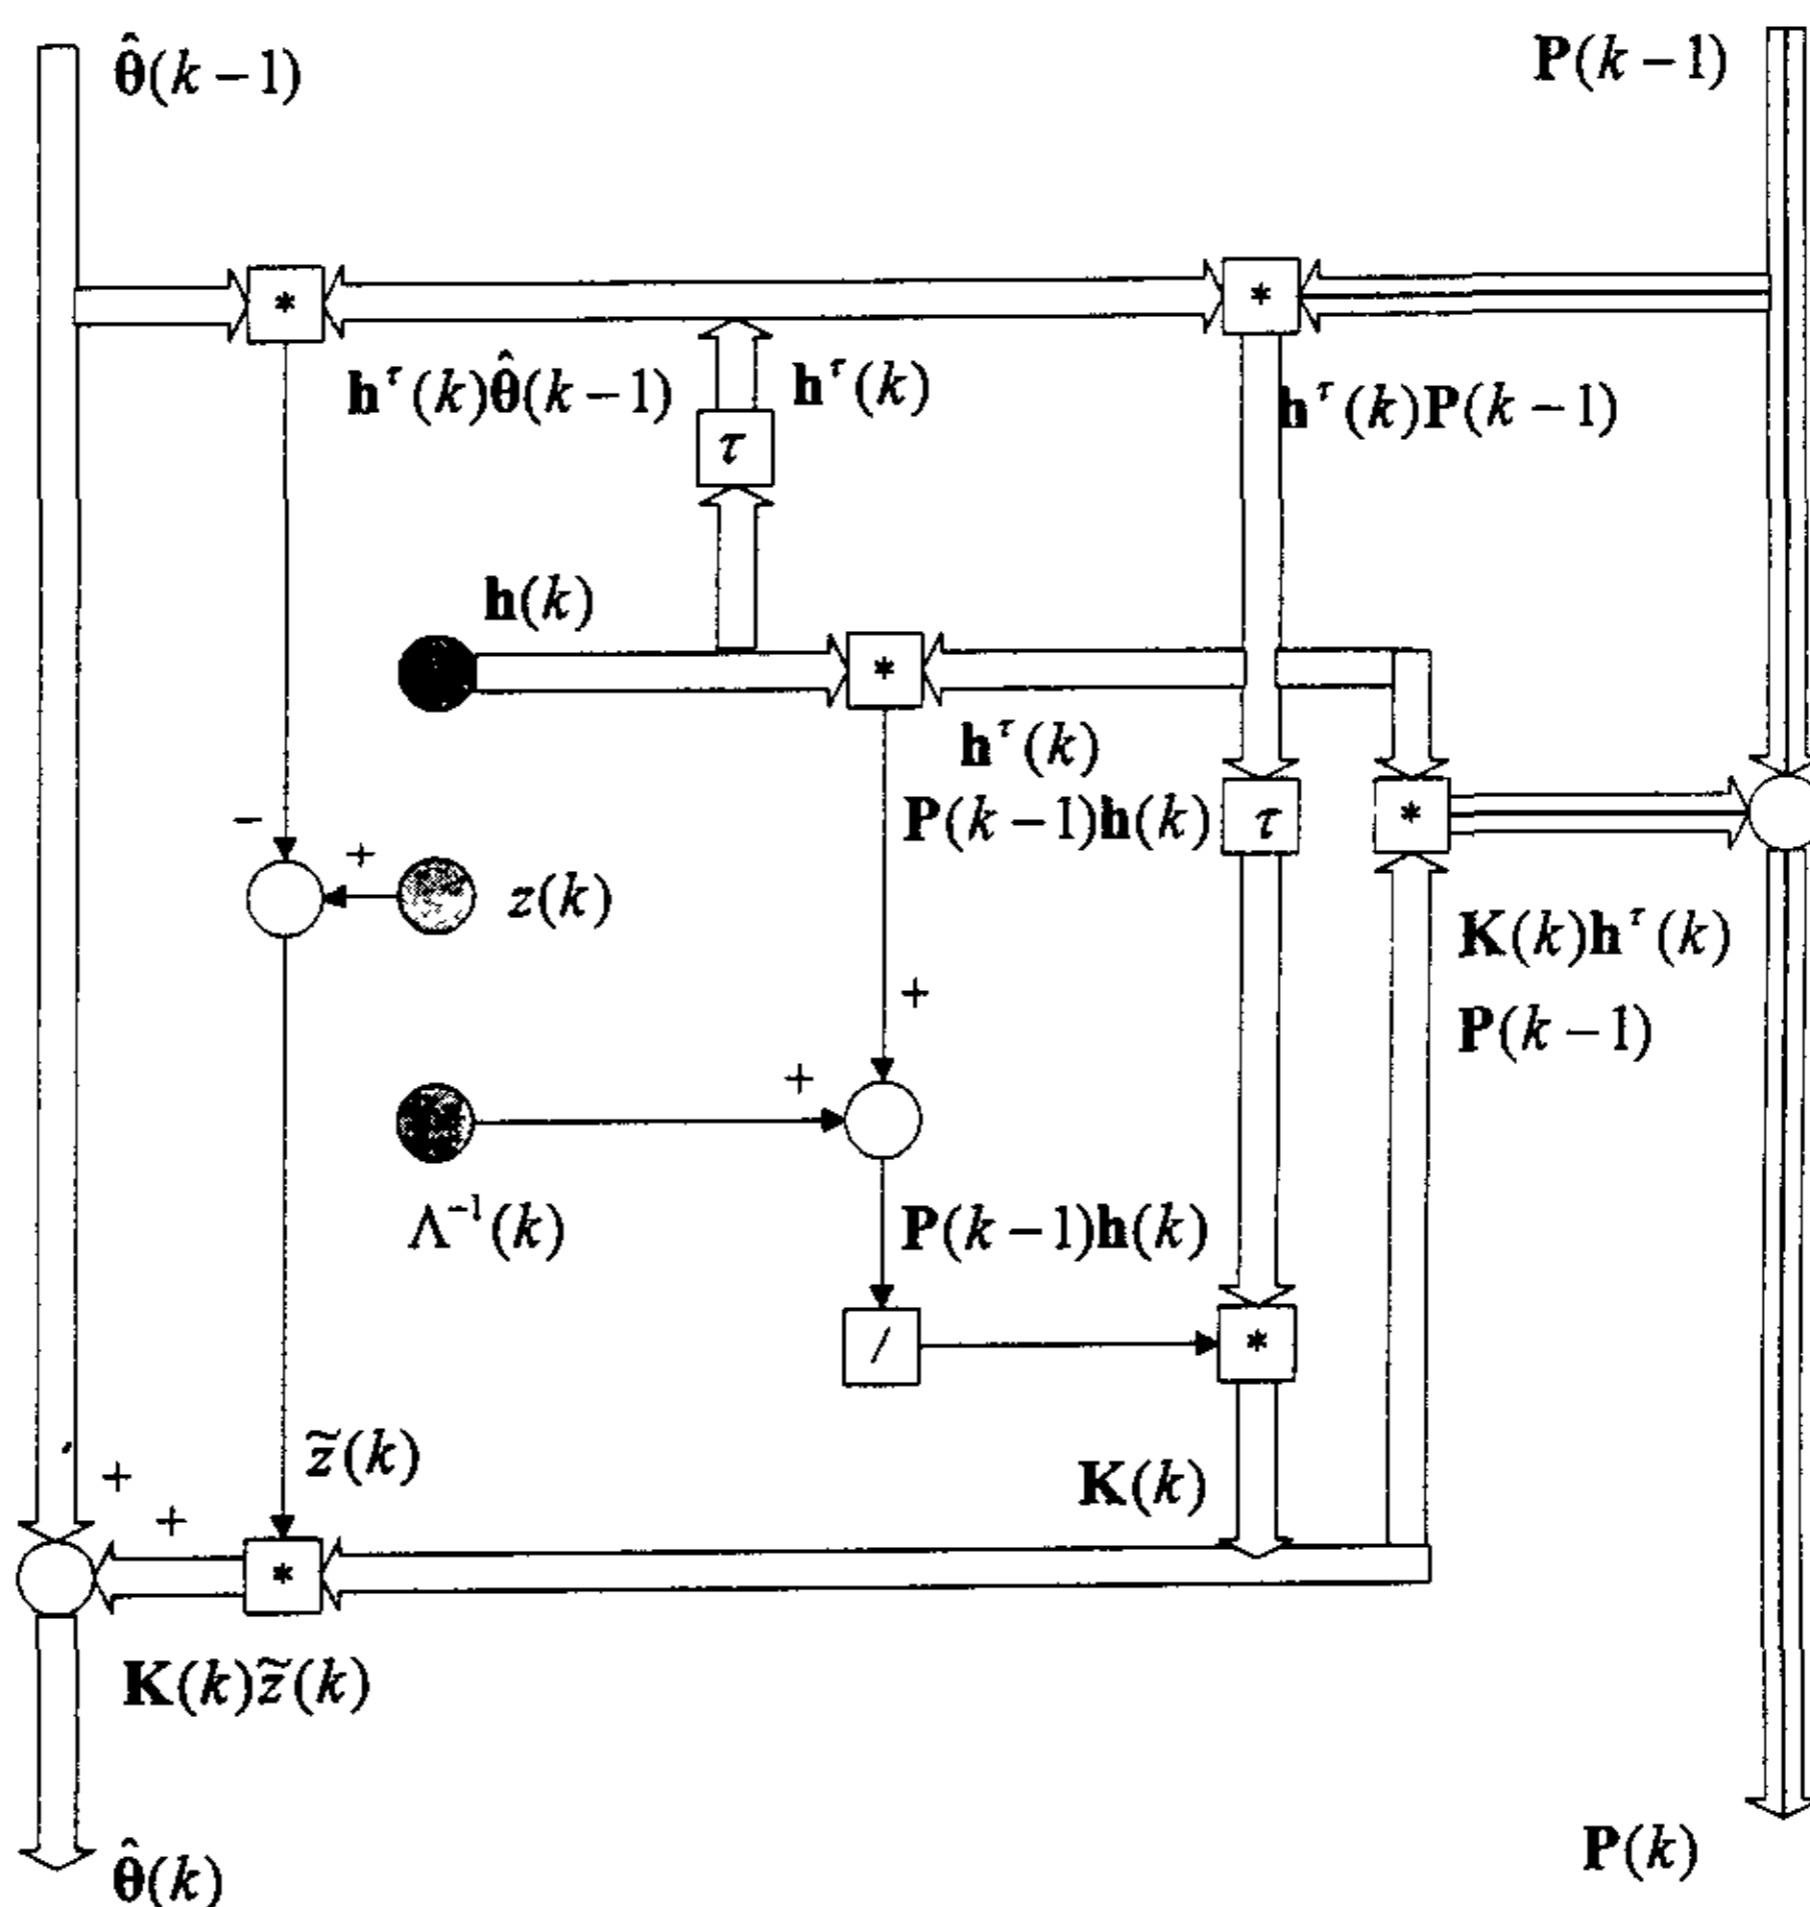 θ̂(k−1) P(k−1)
* *
h^τ(k)θ̂(k−1) h^τ(k) h^τ(k)P(k−1)
τ
h(k)
*
h^τ(k)
P(k−1)h(k) τ *
−
+
z(k)
K(k)h^τ(k)
+
P(k−1)
+
Λ⁻¹(k) P(k−1)h(k)
/ *
z̃(k)
+
K(k)
+
*
K(k)z̃(k)
P(k)
θ̂(k)